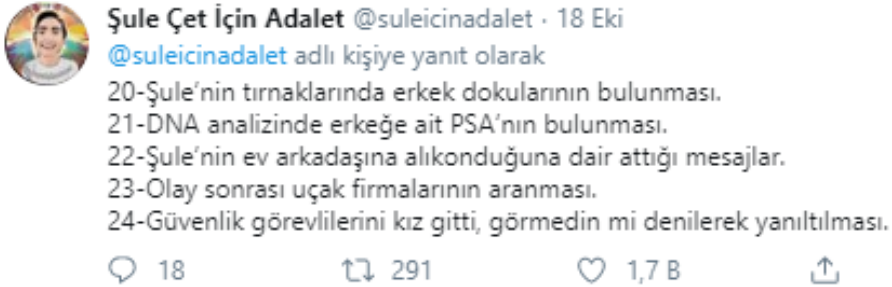 Şule Çet İçin Adalet @suleicinadalet · 18 Eki
@suleicinadalet adlı kişiye yanıt olarak
20-Şule'nin tırnaklarında erkek dokularının bulunması.
21-DNA analizinde erkeğe ait PSA'nın bulunması.
22-Şule'nin ev arkadaşına alıkonduğuna dair attığı mesajlar.
23-Olay sonrası uçak firmalarının aranması.
24-Güvenlik görevlilerini kız gitti, görmedin mi denilerek yanıltılması.
18 291 1,7 B